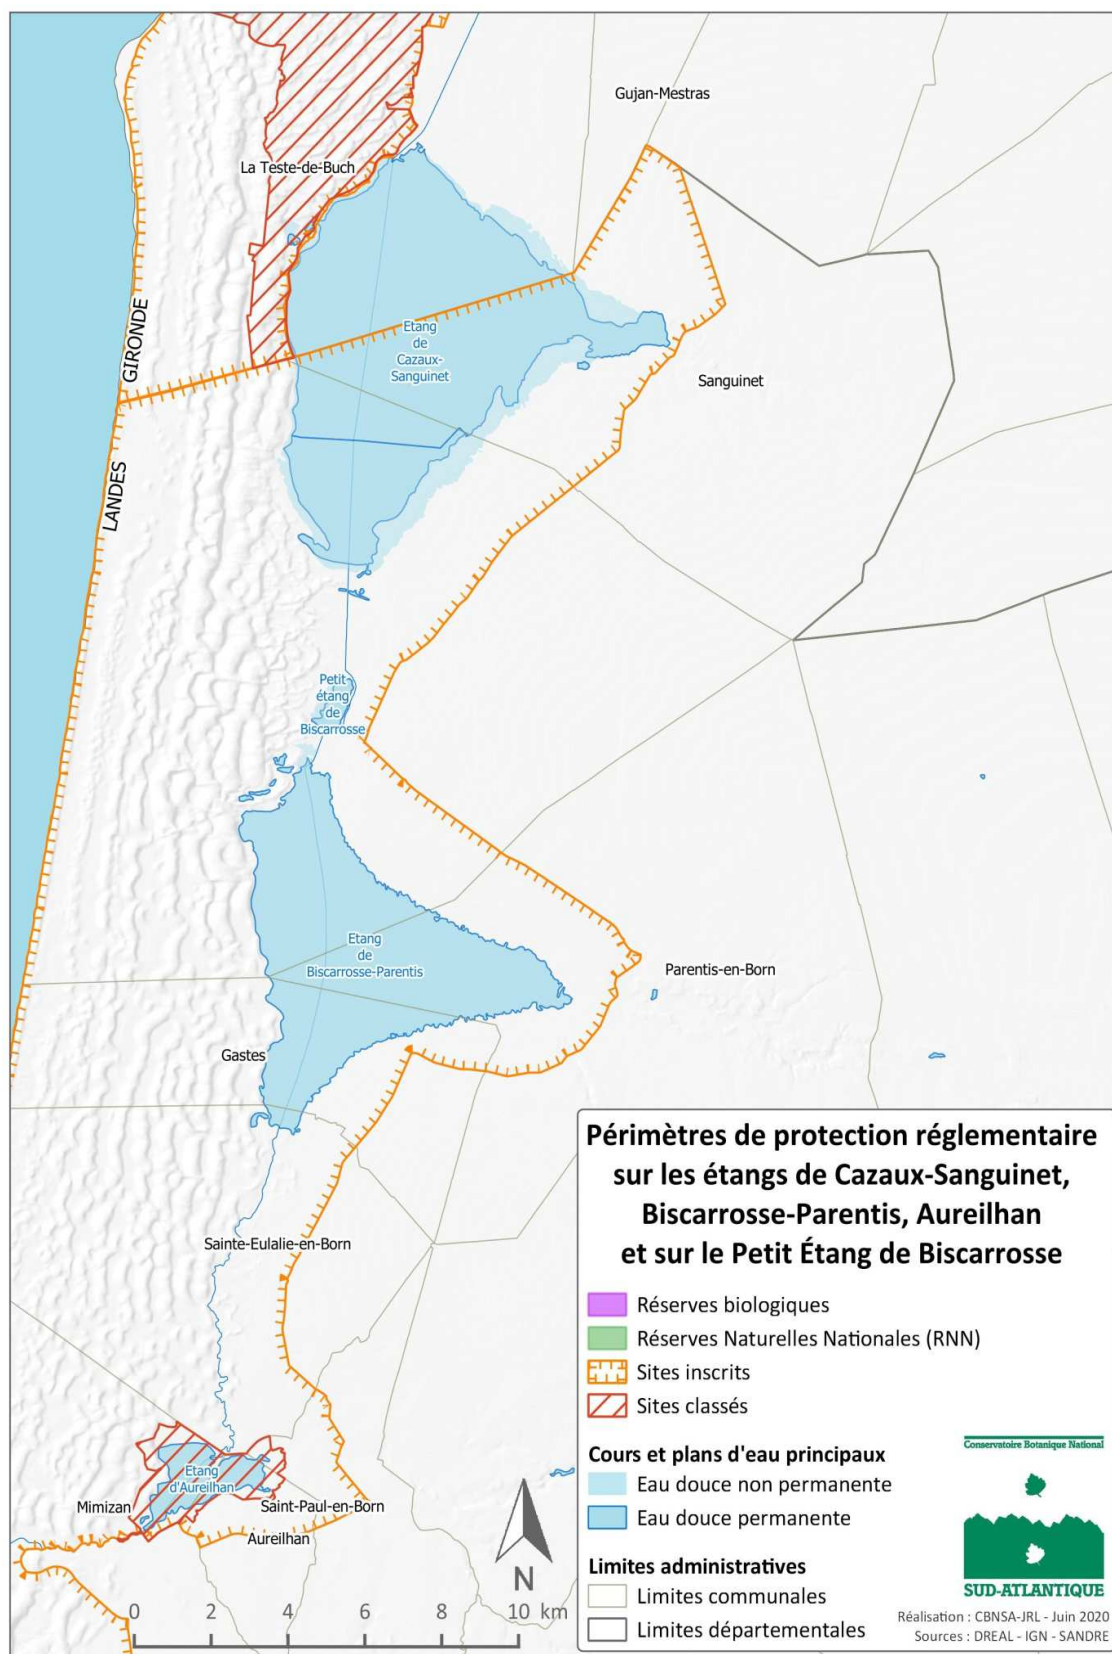 Gujan-Mestras
La Teste-de-Buch
GIRONDE
Etang
de
Cazaux-
Sanguinet
Sanguinet
LANDES
Petit
étang
de
Biscarrosse
Etang
de
Biscarrosse-Parentis
Parentis-en-Born
Gastes
Sainte-Eulalie-en-Born
Etang
d'Aureilhan
Mimizan
Saint-Paul-en-Born
Aureilhan
N
0 2 4 6 8 10 km
Périmètres de protection réglementaire
sur les étangs de Cazaux-Sanguinet,
Biscarrosse-Parentis, Aureilhan
et sur le Petit Étang de Biscarrosse
Réserves biologiques
Réserves Naturelles Nationales (RNN)
Sites inscrits
Sites classés
Cours et plans d'eau principaux
Eau douce non permanente
Eau douce permanente
Limites administratives
Limites communales
Limites départementales
Conservatoire Botanique National
SUD-ATLANTIQUE
Réalisation : CBNSA-JRL - Juin 2020
Sources : DREAL - IGN - SANDRE